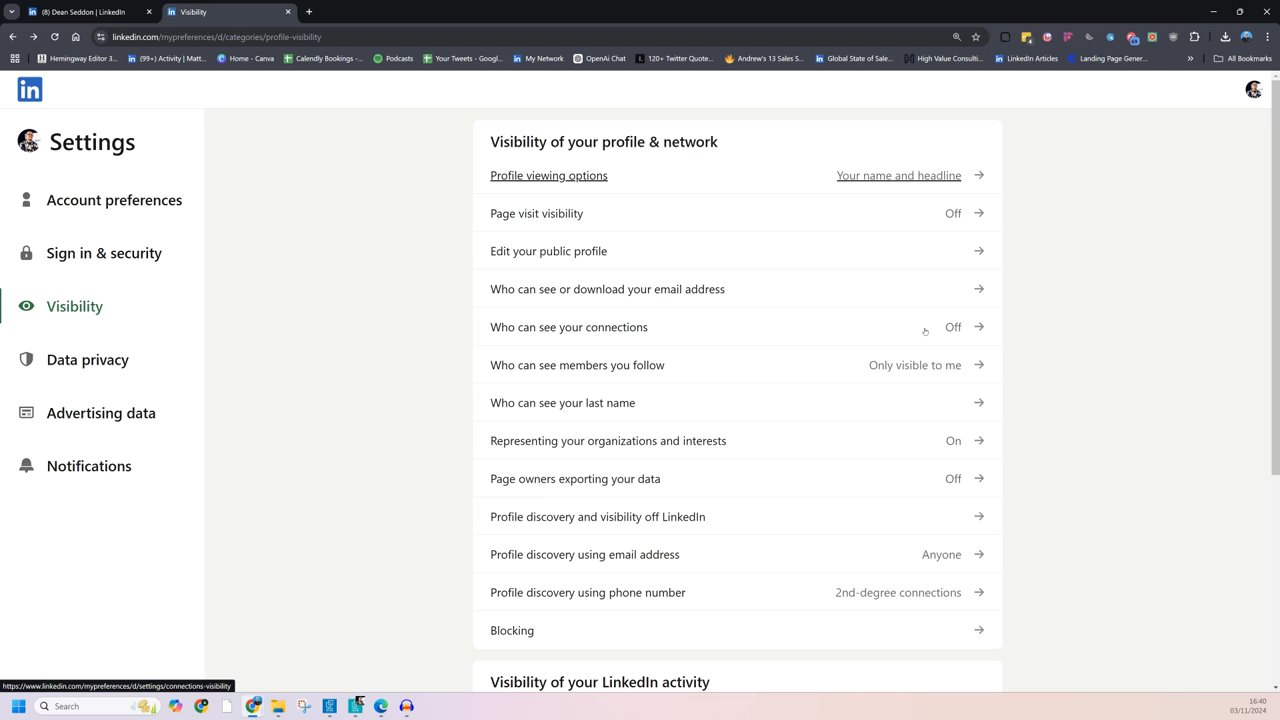 (8) Dean Seddon | LinkedIn
Visibility
linkedin.com/mypreferences/d/categories/profile-visibility
Hemingway Editor 3...
(99+) Activity | Matt...
Home - Canva
Calendly Bookings -...
Podcasts
Your Tweets - Googl...
My Network
OpenAI Chat
120+ Twitter Quote...
Andrew's 13 Sales S...
Global State of Sale...
High Value Consulti...
LinkedIn Articles
Landing Page Gener...
All Bookmarks
in
Settings
Account preferences
Sign in & security
Visibility
Data privacy
Advertising data
Notifications
Visibility of your profile & network
Profile viewing options Your name and headline
Page visit visibility Off
Edit your public profile
Who can see or download your email address
Who can see your connections Off
Who can see members you follow Only visible to me
Who can see your last name
Representing your organizations and interests On
Page owners exporting your data Off
Profile discovery and visibility off LinkedIn
Profile discovery using email address Anyone
Profile discovery using phone number 2nd-degree connections
Blocking
Visibility of your LinkedIn activity
https://www.linkedin.com/mypreferences/d/settings/connections-visibility
Search
16:40
03/11/2024